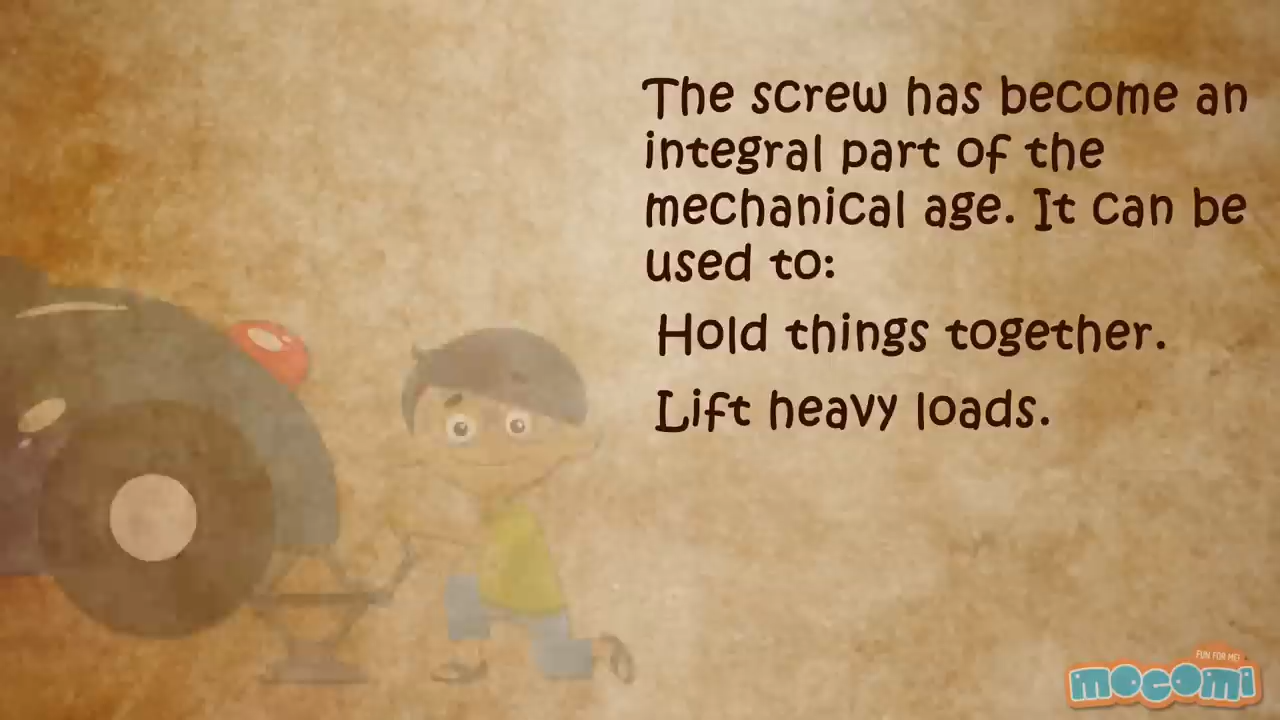 The screw has become an
integral part of the
mechanical age. It can be
used to:
Hold things together.
Lift heavy loads.
FUN FOR ME!
mocomi